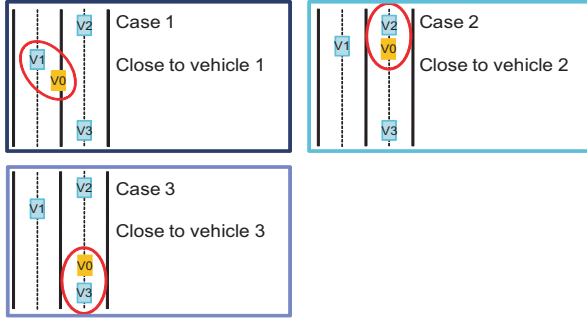 V2
Case 1
V1
Close to vehicle 1
V0
V3
V2
Case 2
V1
V0
Close to vehicle 2
V3
V2
Case 3
V1
Close to vehicle 3
V0
V3